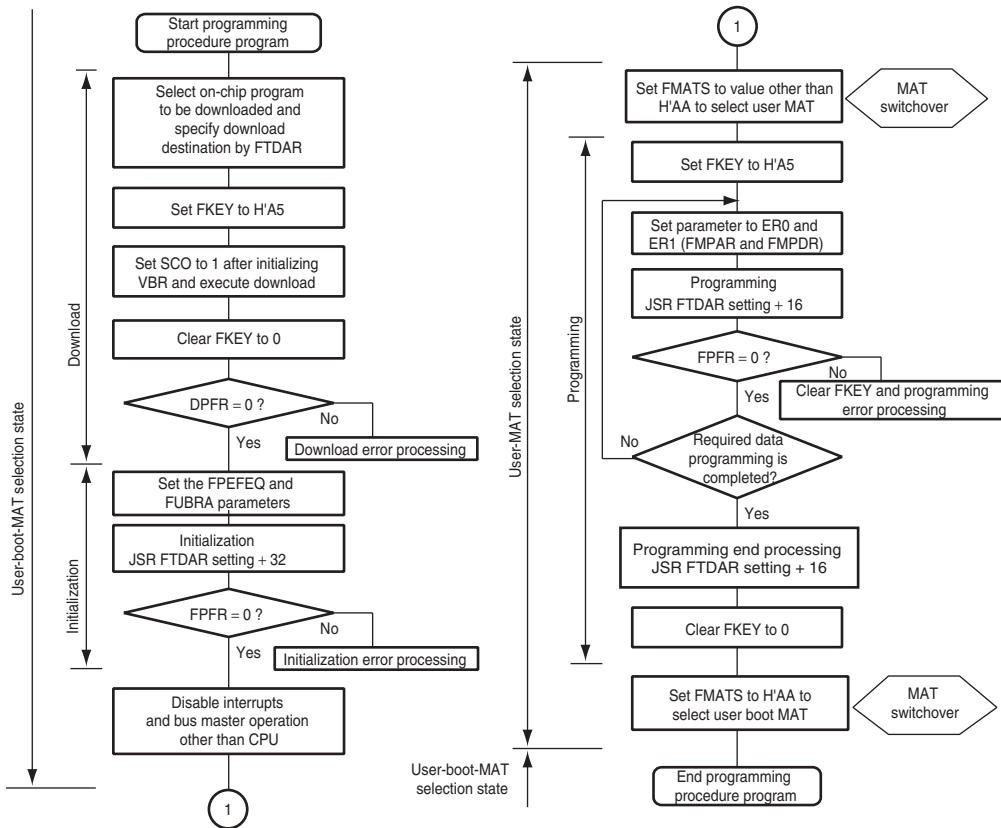 Start programming
procedure program
Select on-chip program
to be downloaded and
specify download
destination by FTDAR
Set FKEY to H'A5
Set SCO to 1 after initializing
VBR and execute download
Clear FKEY to 0
DPFR = 0 ?
No
Yes
Download error processing
Set the FPEFEQ and
FUBRA parameters
Initialization
JSR FTDAR setting + 32
FPFR = 0 ?
No
Yes
Initialization error processing
Disable interrupts
and bus master operation
other than CPU
1
User-boot-MAT selection state
Download
Initialization
1
Set FMATS to value other than
H'AA to select user MAT
MAT
switchover
Set FKEY to H'A5
Set parameter to ER0 and
ER1 (FMPAR and FMPDR)
Programming
JSR FTDAR setting + 16
FPFR = 0 ?
No
Yes
Clear FKEY and programming
error processing
No
Required data
programming is
completed?
Yes
Programming end processing
JSR FTDAR setting + 16
Clear FKEY to 0
Set FMATS to H'AA to
select user boot MAT
MAT
switchover
End programming
procedure program
User-MAT selection state
Programming
User-boot-MAT
selection state